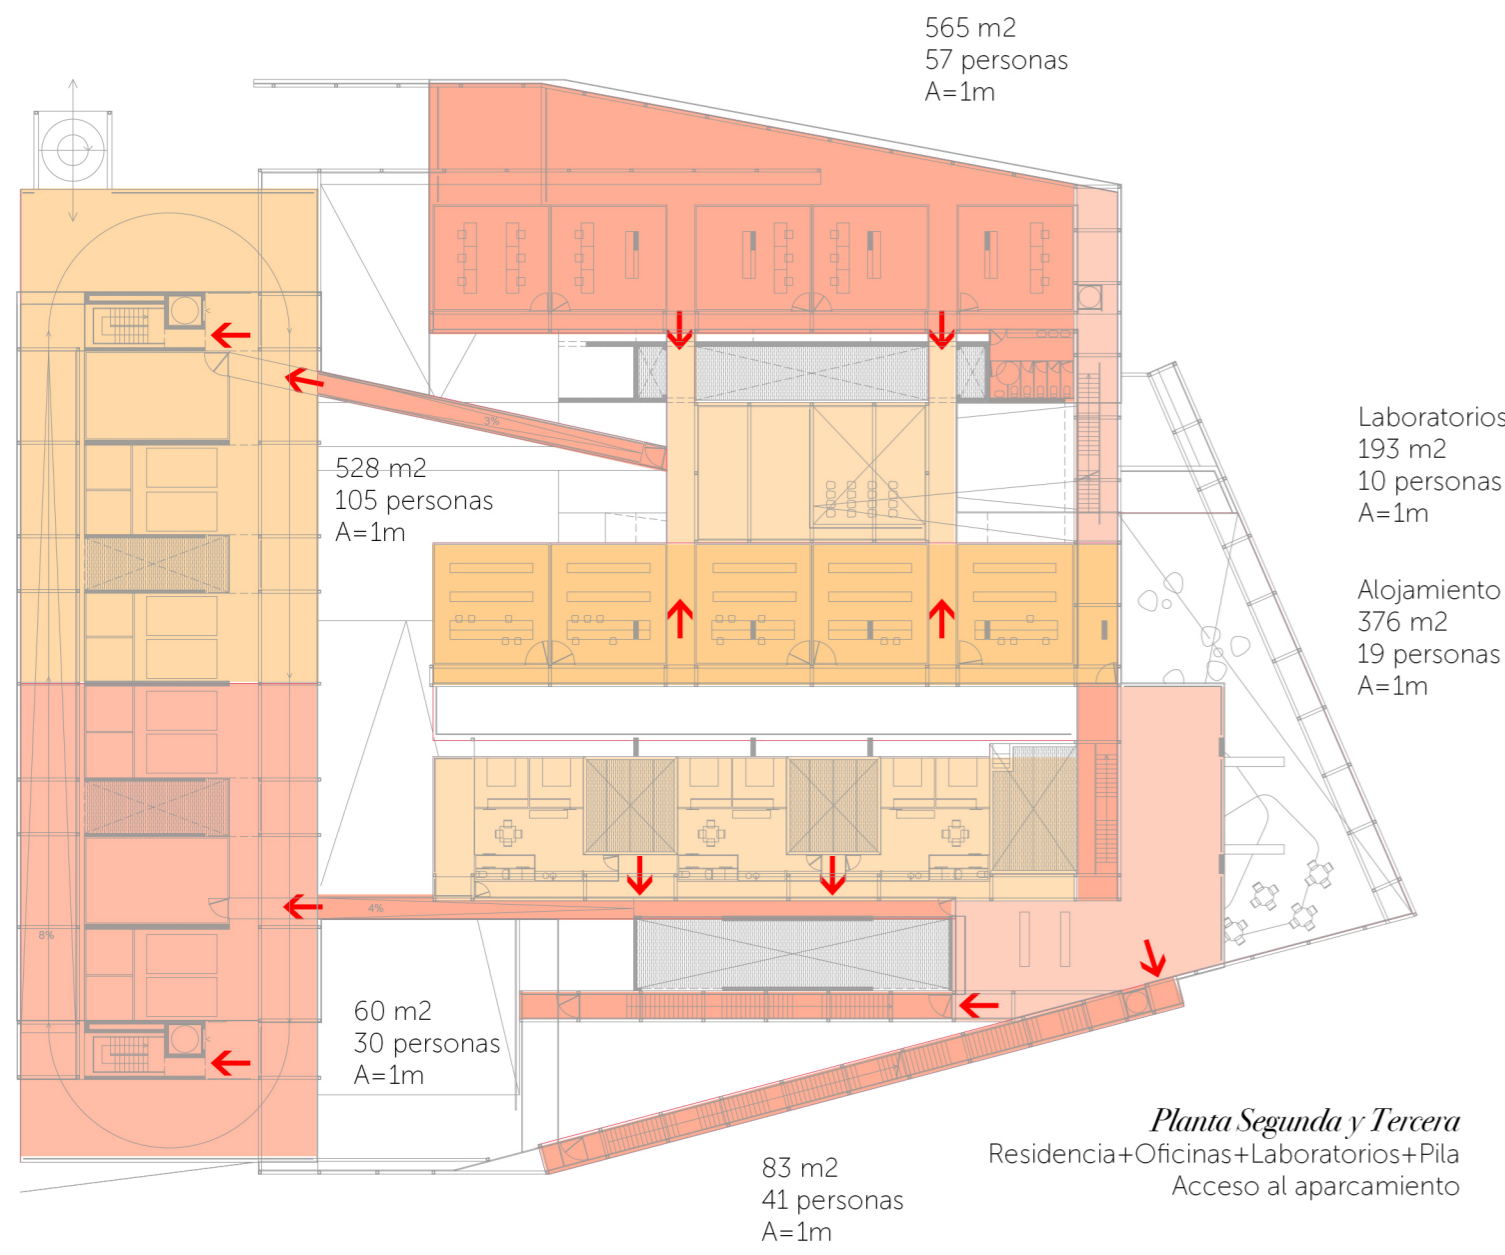 565 m2
57 personas
A=1m
3%
528 m2
105 personas
A=1m
Laboratorios
193 m2
10 personas
A=1m
Alojamiento
376 m2
19 personas
A=1m
4%
8%
60 m2
30 personas
A=1m
Planta Segunda y Tercera
Residencia+Oficinas+Laboratorios+Pila
Acceso al aparcamiento
83 m2
41 personas
A=1m